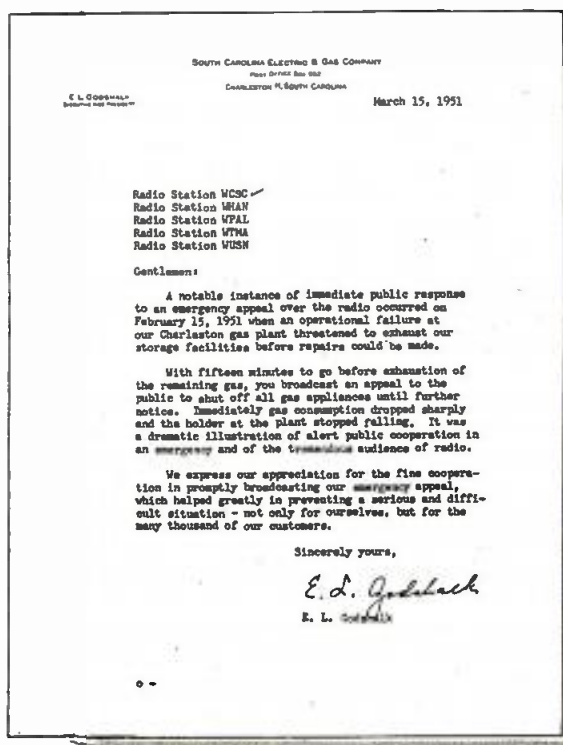 SOUTH CAROLINA ELECTRIC & GAS COMPANY
POST OFFICE BOX
CHARLESTON SOUTH CAROLINA
E L GODSHALK
EXECUTIVE VICE PRESIDENT
March 15, 1951
Radio Station WCSC
Radio Station WHAN
Radio Station WPAL
Radio Station WTMA
Radio Station WUSN
Gentlemen:
A notable instance of immediate public response
to an emergency appeal over the radio occurred on
February 15, 1951 when an operational failure at
our Charleston gas plant threatened to exhaust our
storage facilities before repairs could be made.
With fifteen minutes to go before exhaustion of
the remaining gas, you broadcast an appeal to the
public to shut off all gas appliances until further
notice. Immediately gas consumption dropped sharply
and the holder at the plant stopped falling. It was
a dramatic illustration of alert public cooperation in
an emergency and of the tremendous audience of radio.
We express our appreciation for the fine coopera-
tion in promptly broadcasting our emergency appeal,
which helped greatly in preventing a serious and diffi-
cult situation - not only for ourselves, but for the
many thousand of our customers.
Sincerely yours,
E. L. Godshalk
E. L. Godshalk